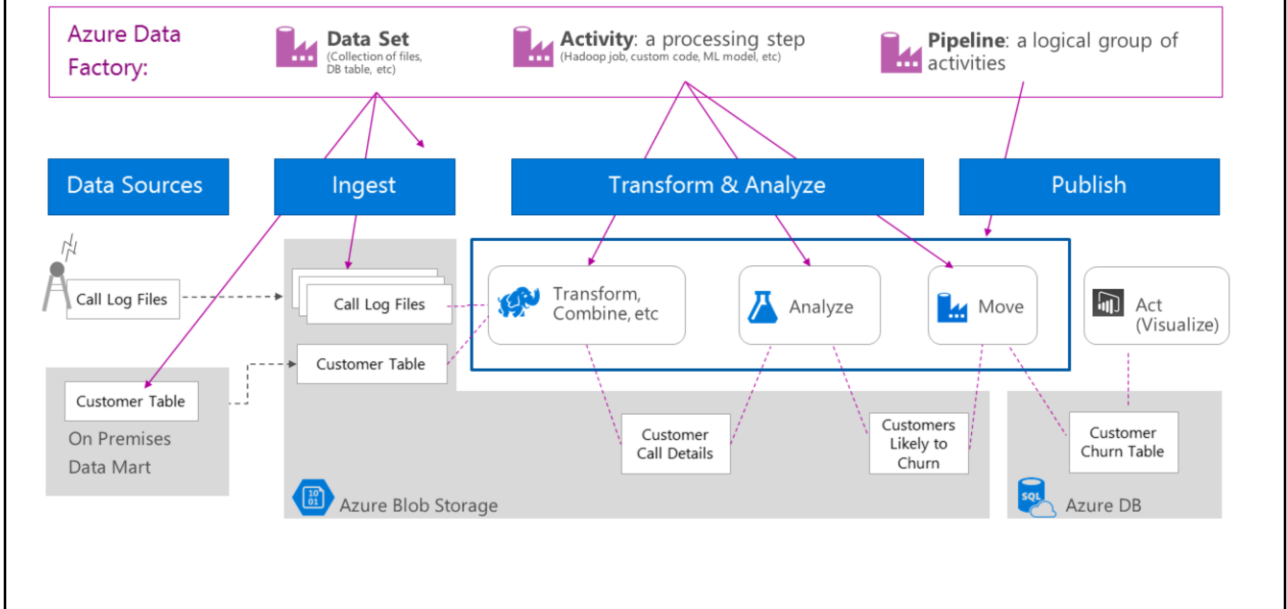 Azure Data
Factory:
Data Set
(Collection of files,
DB table, etc)
Activity: a processing step
(Hadoop job, custom code, ML model, etc)
Pipeline: a logical group of
activities
Data Sources
Ingest
Transform & Analyze
Publish
Call Log Files
Call Log Files
Transform,
Combine, etc
Analyze
Move
Act
(Visualize)
Customer Table
Customer Table
On Premises
Data Mart
Customer
Call Details
Customers
Likely to
Churn
Customer
Churn Table
10
01
Azure Blob Storage
SQL
Azure DB